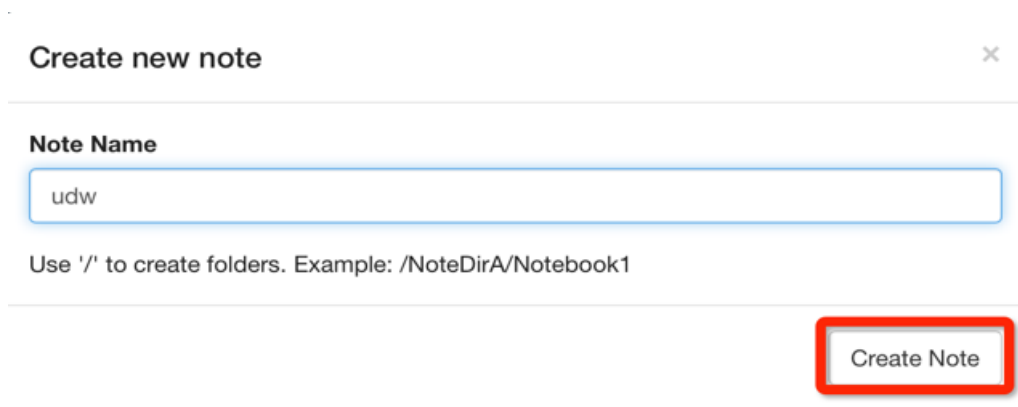 Create new note
×
Note Name
udw
Use '/' to create folders. Example: /NoteDirA/Notebook1
Create Note